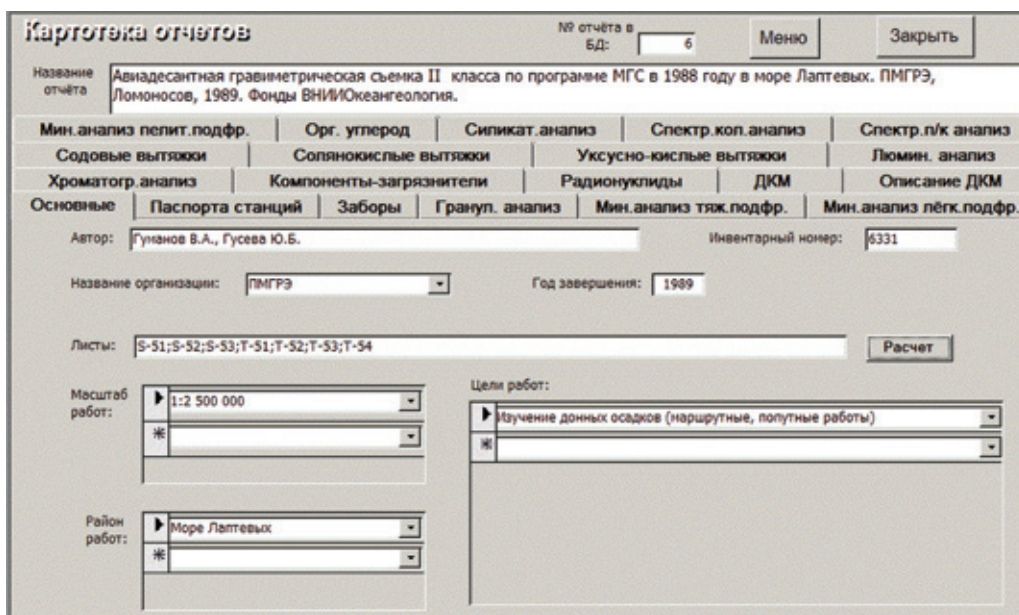 Картотека отчетов
№ отчёта в БД:
6
Меню
Закрыть
Название отчёта
Авиадесантная гравиметрическая съемка II класса по программе МГС в 1988 году в море Лаптевых. ПМГРЭ,
Ломоносов, 1989. Фонды ВНИИОкеангеология.
Мин.анализ пелит.подфр. Орг. углерод Силикат.анализ Спектр.кол.анализ Спектр.п/к анализ
Содовые вытяжки Солянокислые вытяжки Уксусно-кислые вытяжки Люмин. анализ
Хроматогр.анализ Компоненты-загрязнители Радионуклиды ДКМ Описание ДКМ
Основные Паспорта станций Заборы Гранул. анализ Мин.анализ тяж.подфр. Мин.анализ лёгк.подфр.
Автор: Гуманов В.А., Гусева Ю.Б. Инвентарный номер: 6331
Название организации: ПМГРЭ Год завершения: 1989
Листы: S-51;S-52;S-53;T-51;T-52;T-53;T-54 Расчет
Масштаб работ:
1:2 500 000
Цели работ:
Изучение донных осадков (маршрутные, попутные работы)
Район работ:
Море Лаптевых